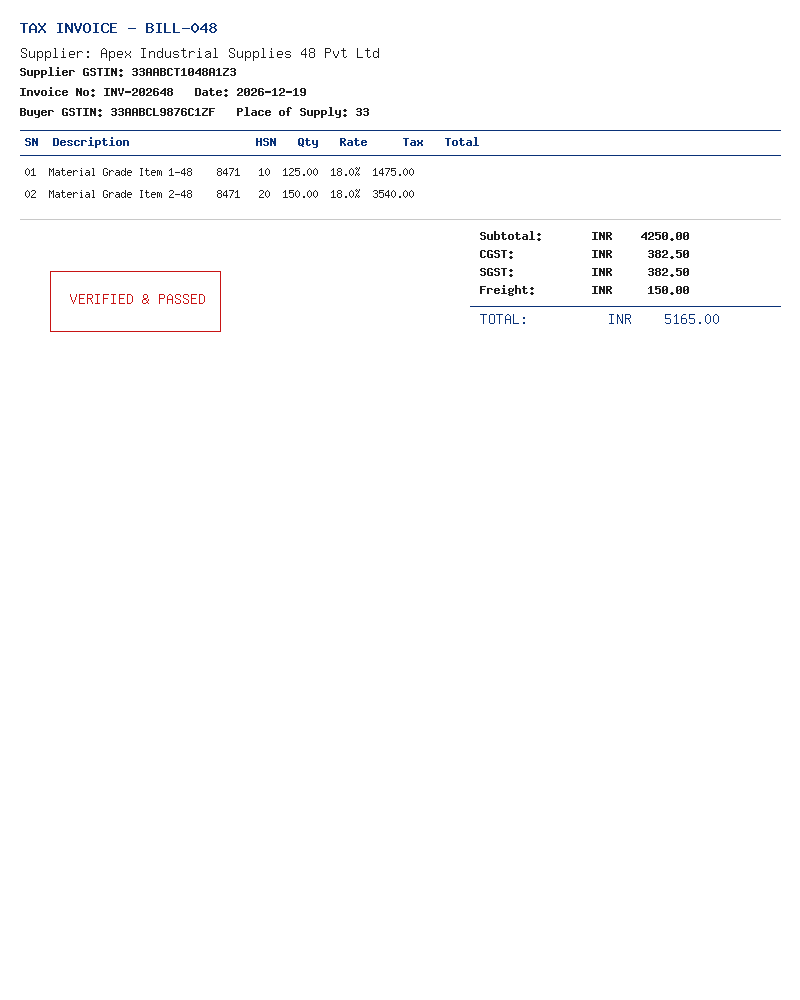 TAX INVOICE - BILL-048
Supplier: Apex Industrial Supplies 48 Pvt Ltd
Supplier GSTIN: 33AABCT1048A1Z3
Invoice No: INV-202648   Date: 2026-12-19
Buyer GSTIN: 33AABCL9876C1ZF   Place of Supply: 33
SN  Description   HSN   Qty   Rate   Tax   Total
01  Material Grade Item 1-48   8471   10  125.00  18.0%  1475.00
02  Material Grade Item 2-48   8471   20  150.00  18.0%  3540.00
Subtotal:   INR   4250.00
CGST:   INR   382.50
SGST:   INR   382.50
Freight:   INR   150.00
VERIFIED & PASSED
TOTAL:   INR   5165.00